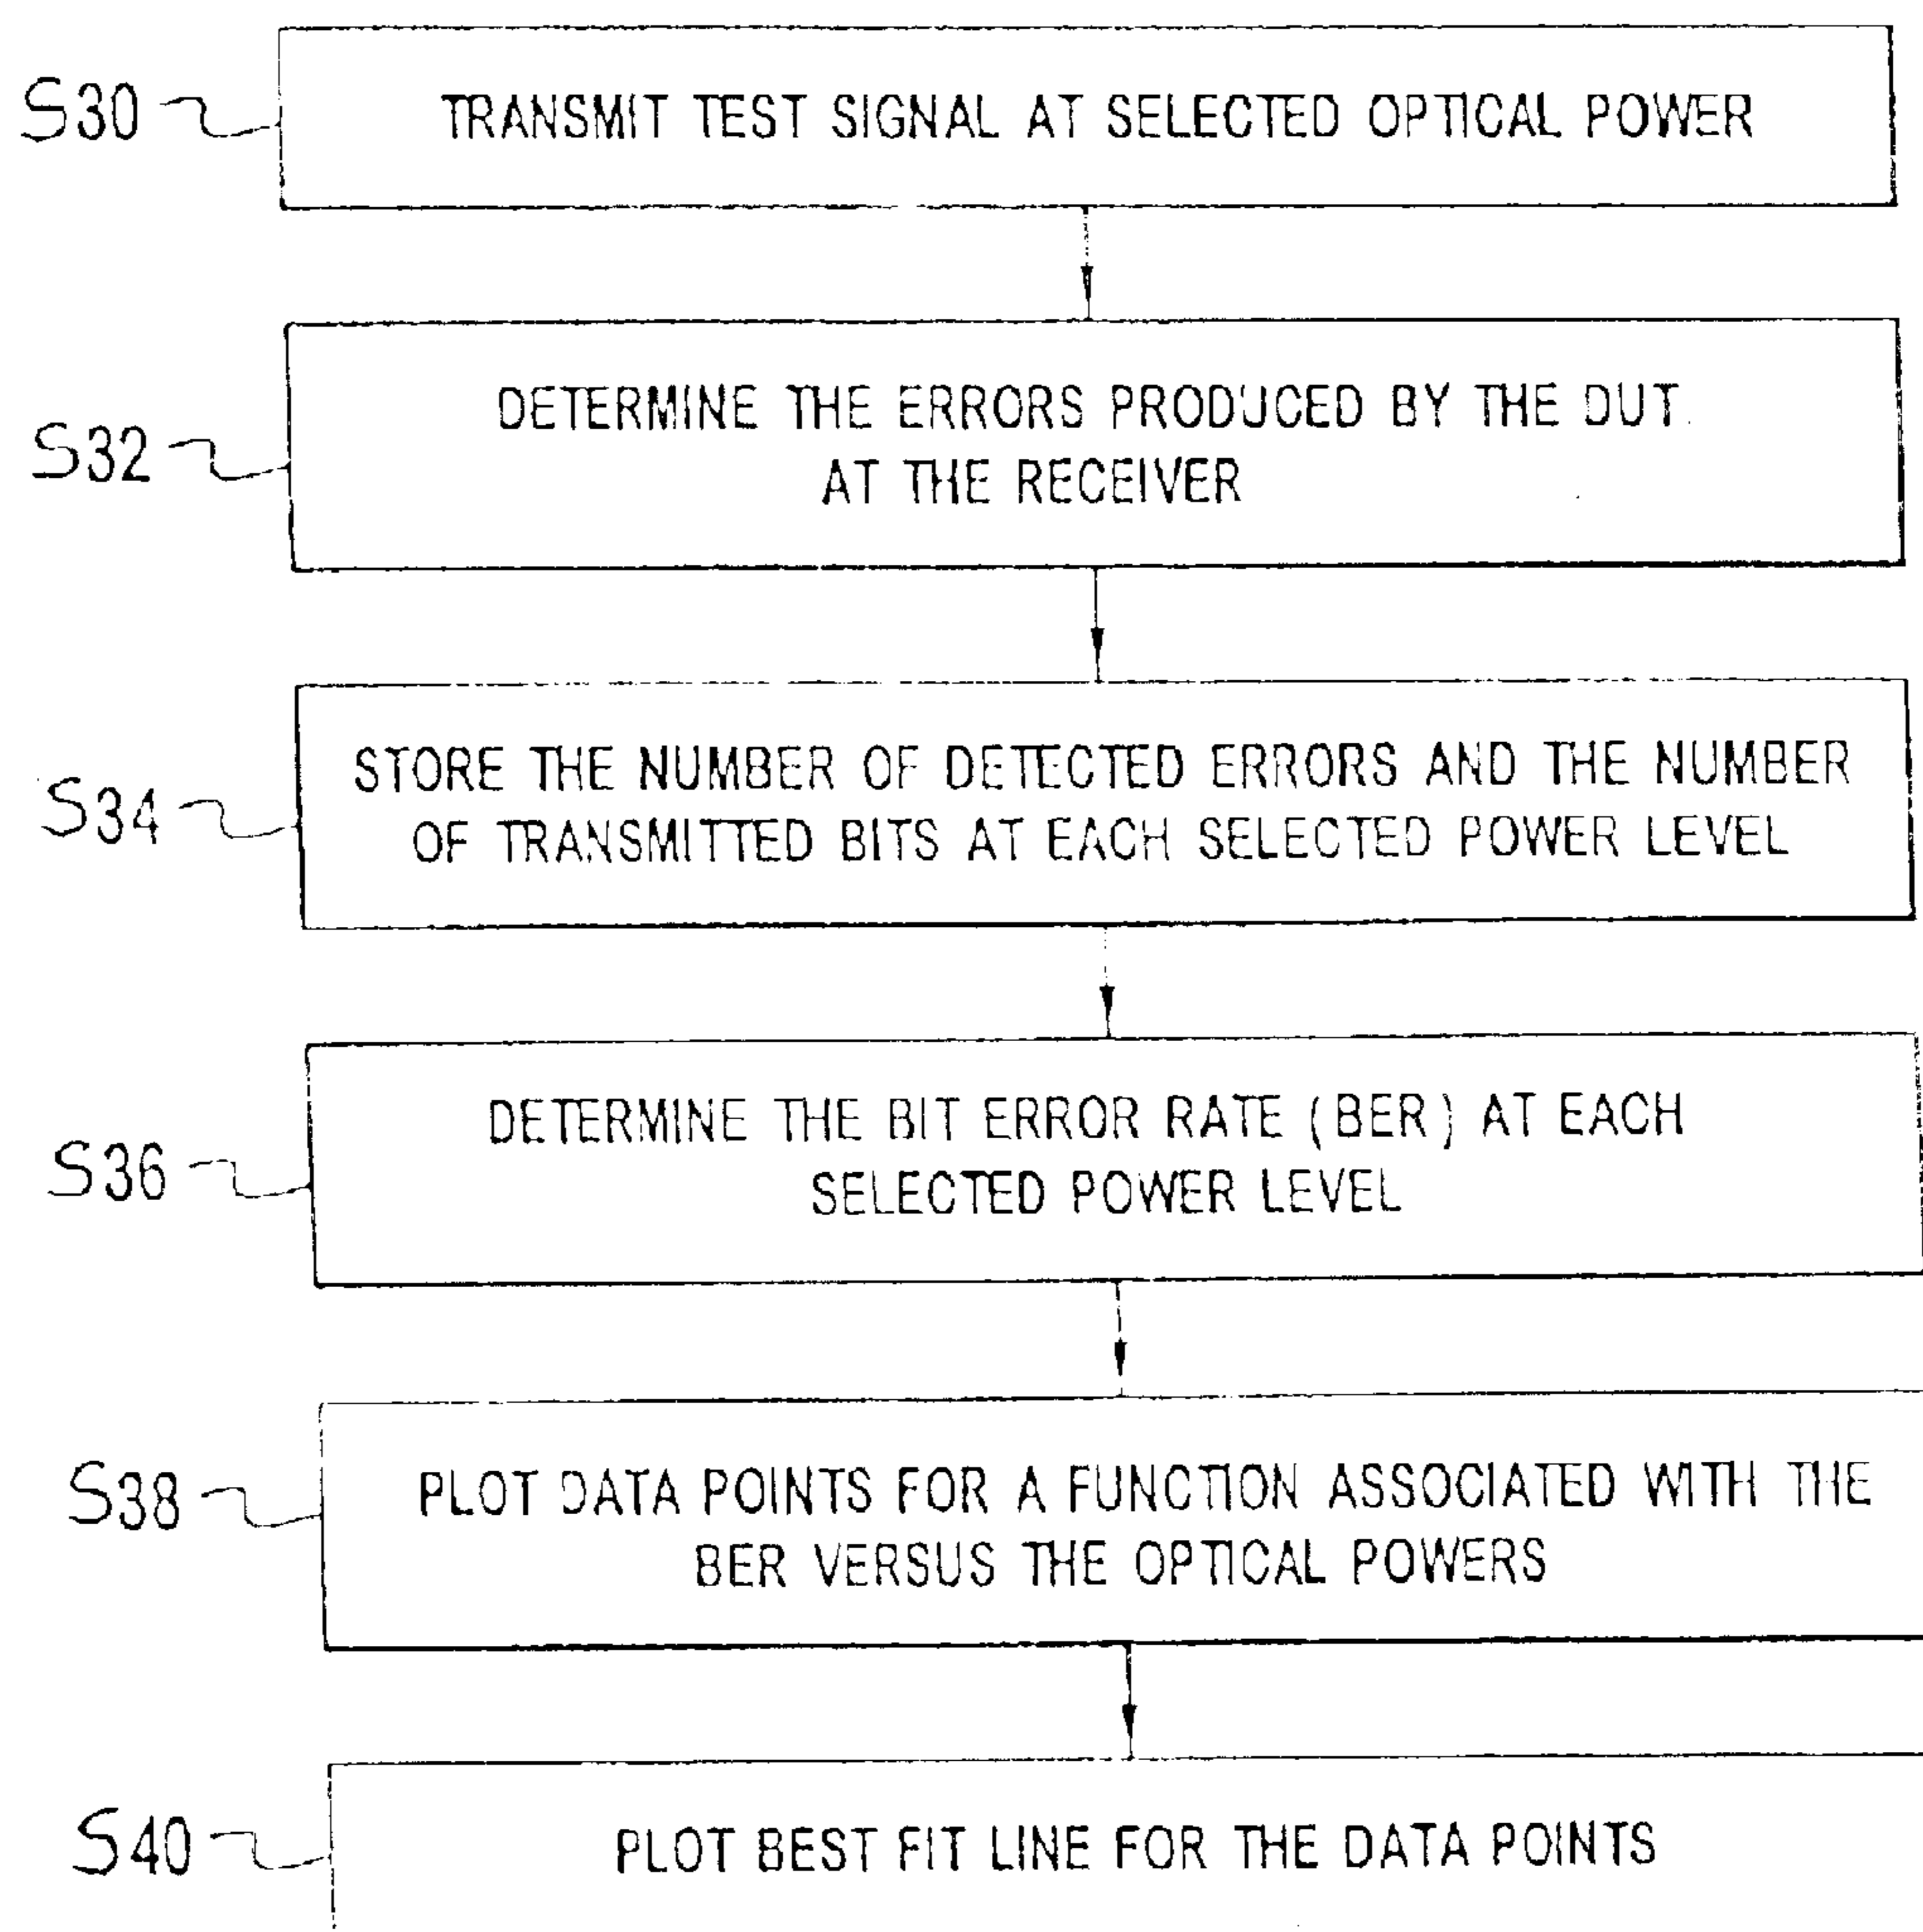 S30
TRANSMIT TEST SIGNAL AT SELECTED OPTICAL POWER
S32
DETERMINE THE ERRORS PRODUCED BY THE DUT
AT THE RECEIVER
S34
STORE THE NUMBER OF DETECTED ERRORS AND THE NUMBER
OF TRANSMITTED BITS AT EACH SELECTED POWER LEVEL
S36
DETERMINE THE BIT ERROR RATE (BER) AT EACH
SELECTED POWER LEVEL
S38
PLOT DATA POINTS FOR A FUNCTION ASSOCIATED WITH THE
BER VERSUS THE OPTICAL POWERS
S40
PLOT BEST FIT LINE FOR THE DATA POINTS